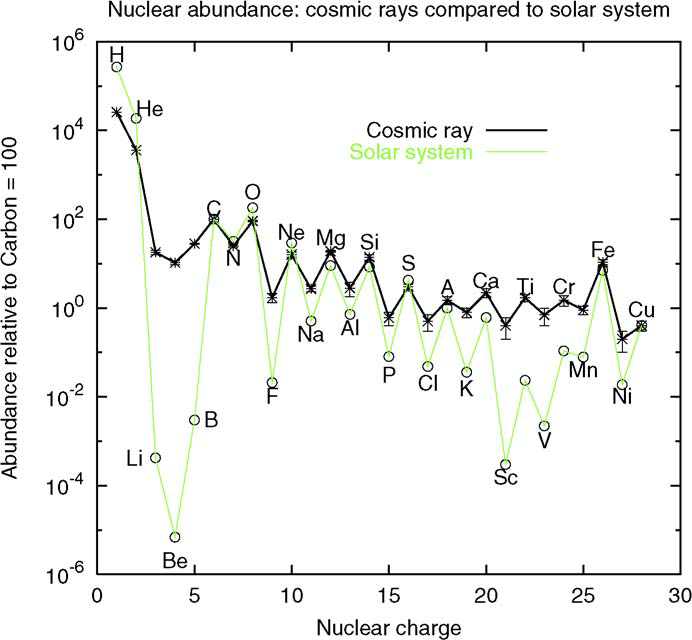 Nuclear abundance: cosmic rays compared to solar system
10^6
10^4
10^2
10^0
10^-2
10^-4
10^-6
Abundance relative to Carbon = 100
Cosmic ray
Solar system
H
He
Li
Be
B
C
N
O
F
Ne
Na
Mg
Al
Si
P
S
Cl
A
K
Ca
Sc
Ti
V
Cr
Mn
Fe
Ni
Cu
0 5 10 15 20 25 30
Nuclear charge